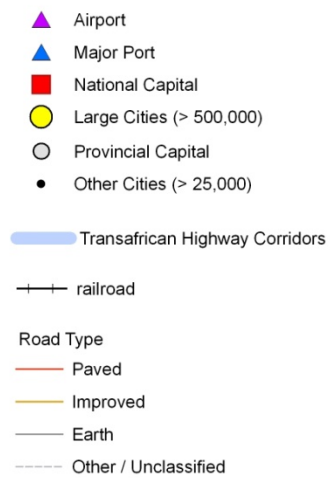 Airport
Major Port
National Capital
Large Cities (> 500,000)
Provincial Capital
Other Cities (> 25,000)
Transafrican Highway Corridors
railroad
Road Type
Paved
Improved
Earth
Other / Unclassified